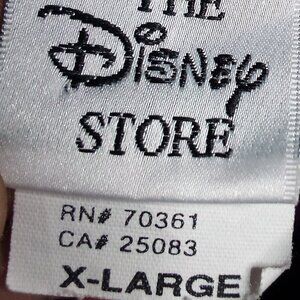 THE
DiSNEY
STORE
RN# 70361
CA# 25083
X-LARGE